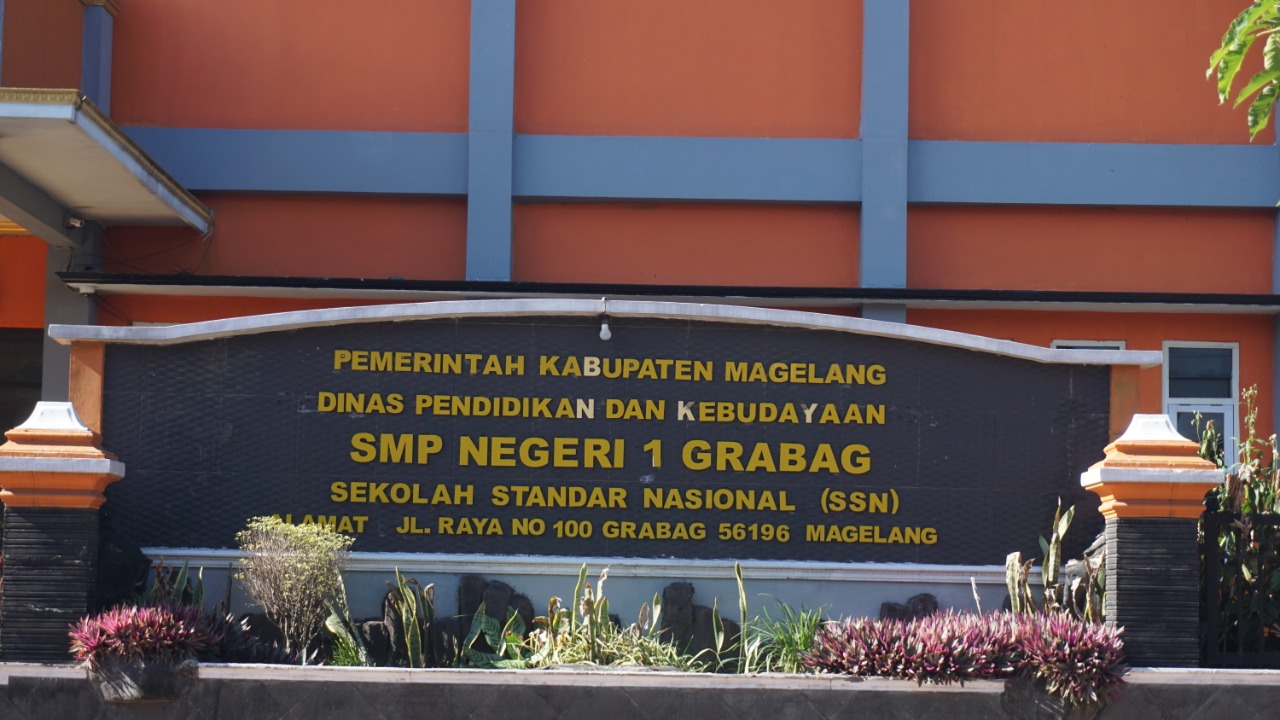 PEMERINTAH KABUPATEN MAGELANG
DINAS PENDIDIKAN DAN KEBUDAYAAN
SMP NEGERI 1 GRABAG
SEKOLAH STANDAR NASIONAL (SSN)
ALAMAT JL. RAYA NO 100 GRABAG 56196 MAGELANG